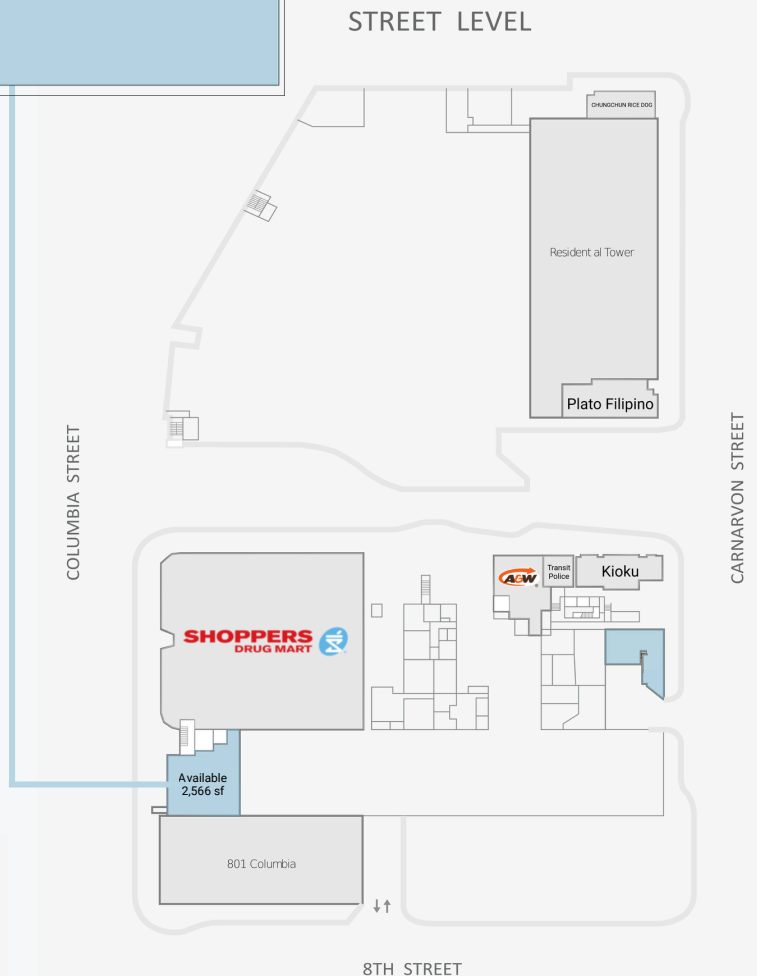 STREET LEVEL
CHUNGCHUN RICE DOG
Resident al Tower
Plato Filipino
COLUMBIA STREET
CARNARVON STREET
A&W
Transit
Police
Kioku
SHOPPERS
DRUG MART
Available
2,566 sf
801 Columbia
8TH STREET